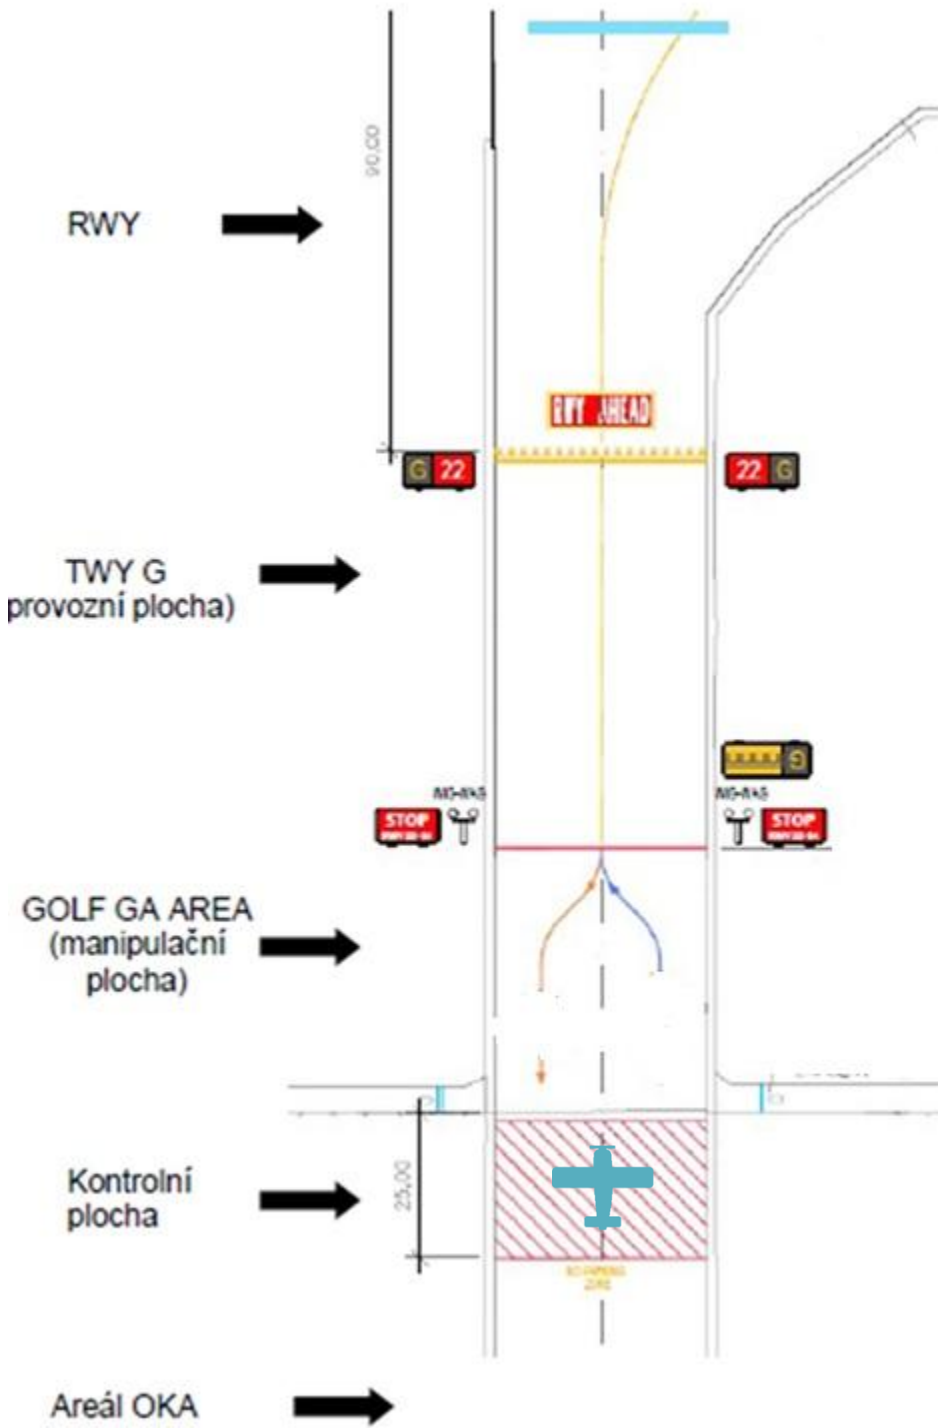 90,00
RWY
RWY AHEAD
G 22
22 G
TWY G
provozní plocha)
G
STOP
STOP
GOLF GA AREA
(manipulační
plocha)
Kontrolní
plocha
25,00
Areál OKA